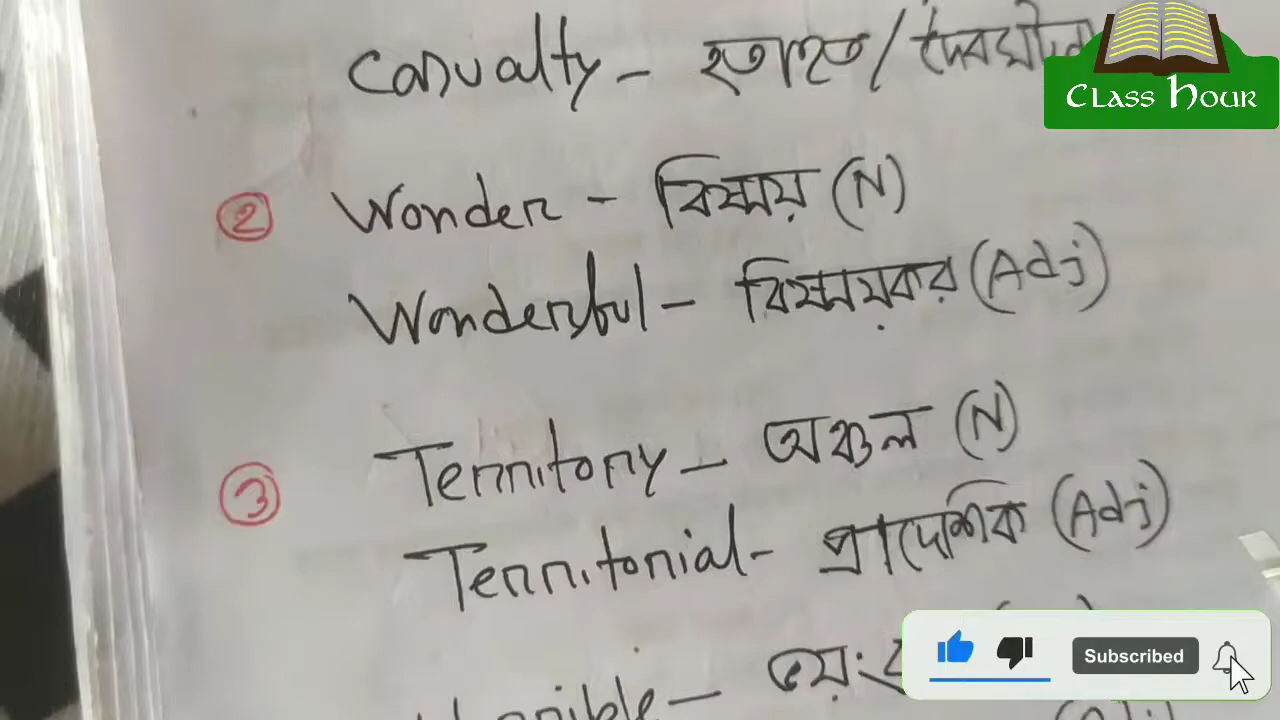 Casualty - হতাহত/
CLASS HOUR
② Wonder - বিষ্ময় (N)
Wonderful - বিষ্ময়কর (Adj)
③ Territory - অঞ্চল (N)
Territorial - প্রাদেশিক (Adj)
Subscribed